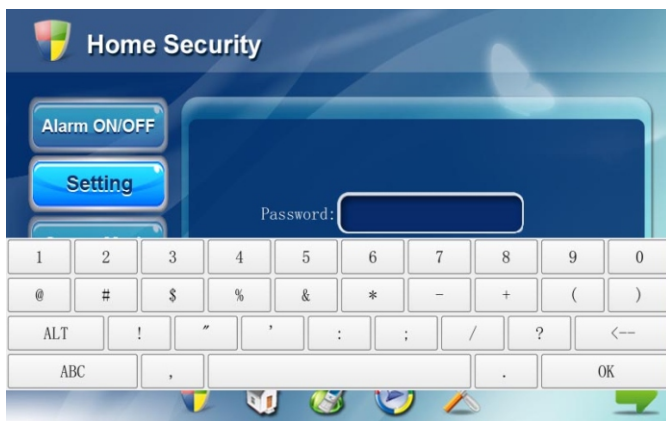 Home Security
Alarm ON/OFF
Setting
Password:
1 2 3 4 5 6 7 8 9 0
@ # $ % & * - + ( )
ALT ! " ' : ; / ? <--
ABC , . OK